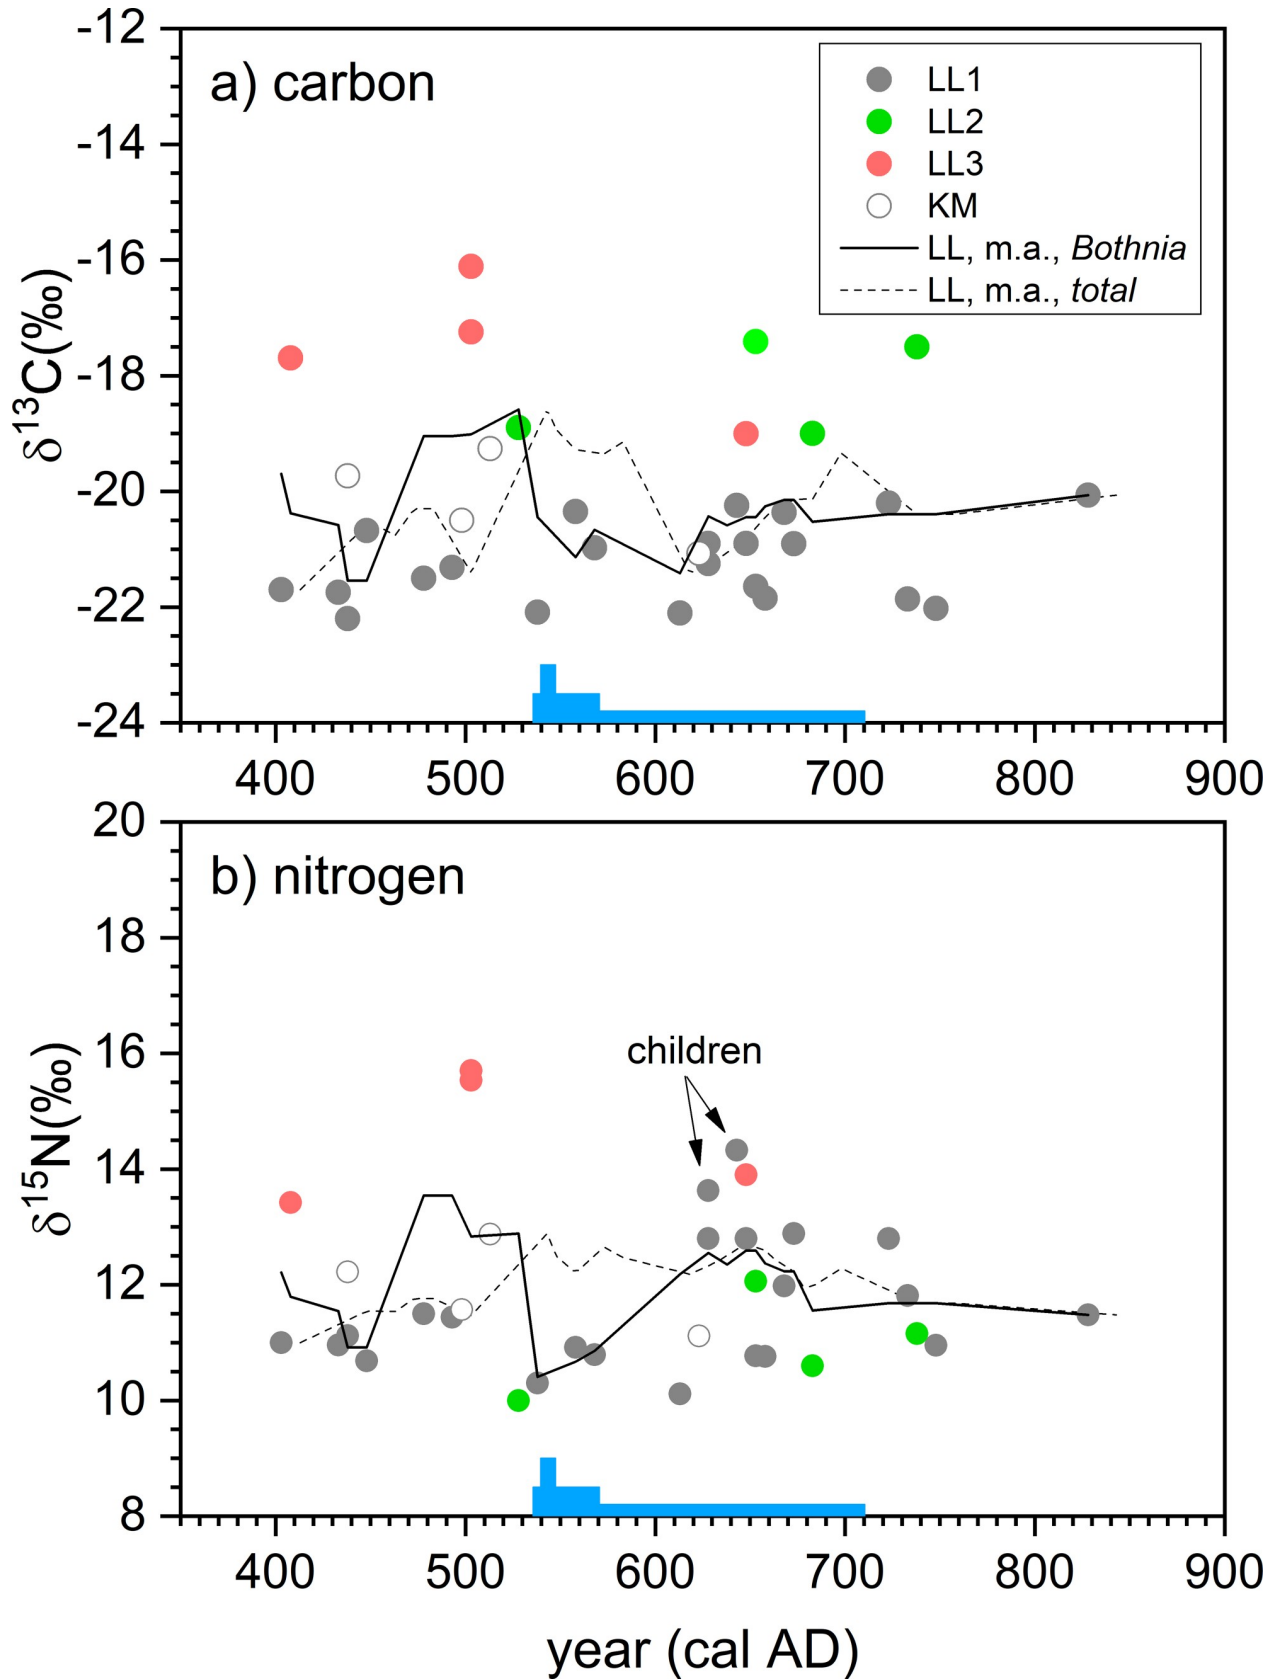 -12
-14
-16
-18
-20
-22
-24
δ¹³C(‰)
a) carbon
LL1
LL2
LL3
KM
LL, m.a., Bothnia
LL, m.a., total
400 500 600 700 800 900
20
18
16
14
12
10
8
δ¹⁵N(‰)
b) nitrogen
children
400 500 600 700 800 900
year (cal AD)